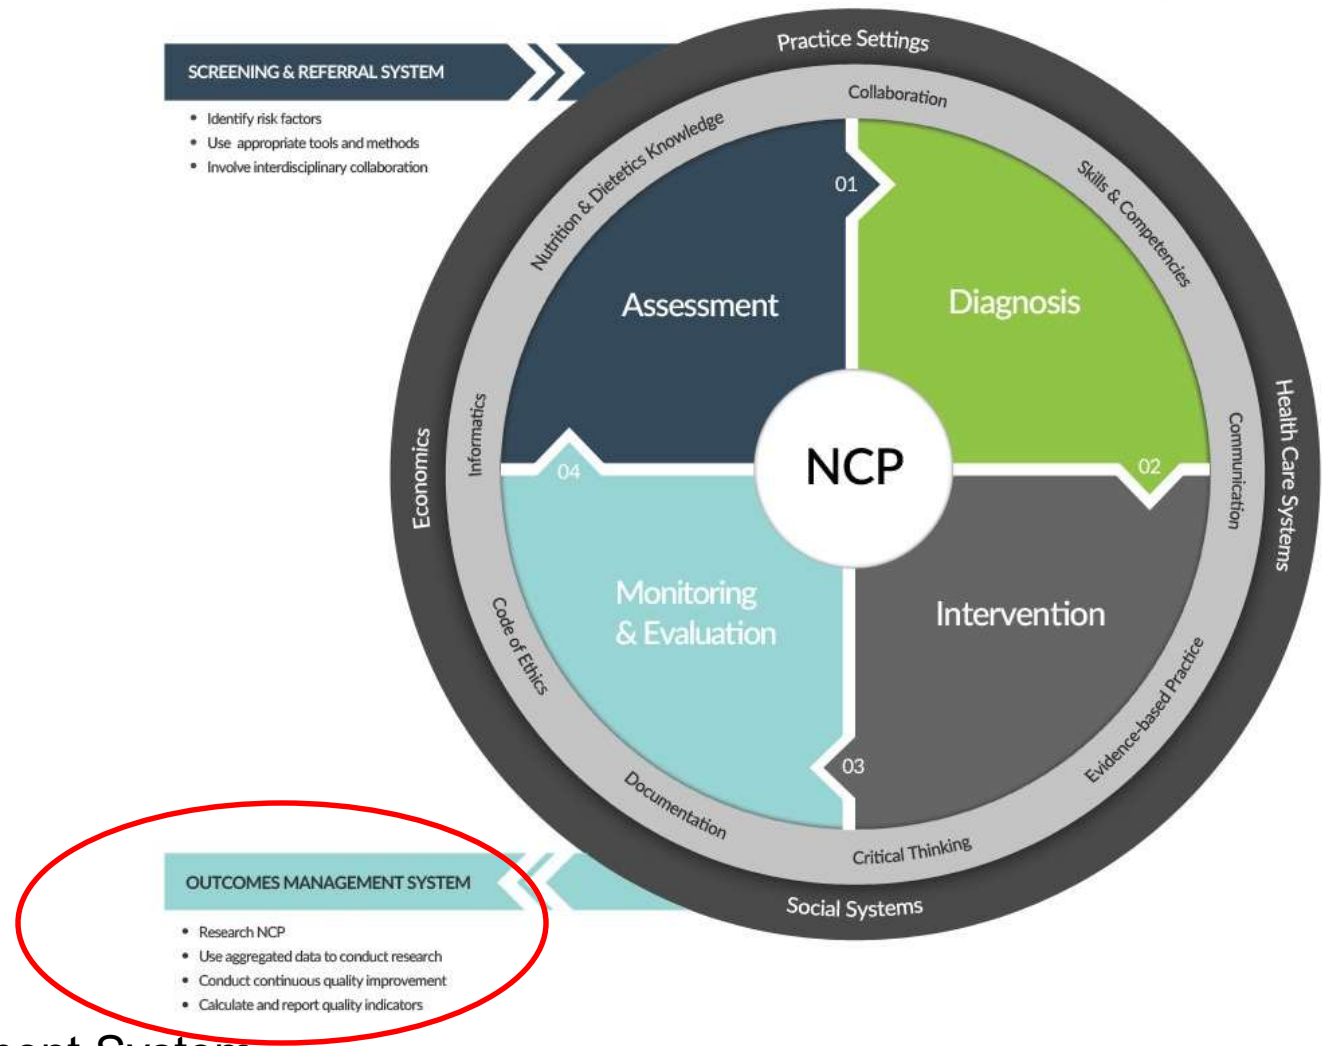 Practice Settings
SCREENING & REFERRAL SYSTEM
• Identify risk factors
• Use appropriate tools and methods
• Involve interdisciplinary collaboration
Collaboration
Nutrition & Dietetics Knowledge
Skills & Competencies
01
Assessment
Diagnosis
Economics
Informatics
NCP
Communication
Health Care Systems
04
02
Monitoring
& Evaluation
Intervention
Code of Ethics
Evidence-based Practice
03
Documentation
Critical Thinking
Social Systems
OUTCOMES MANAGEMENT SYSTEM
• Research NCP
• Use aggregated data to conduct research
• Conduct continuous quality improvement
• Calculate and report quality indicators
System